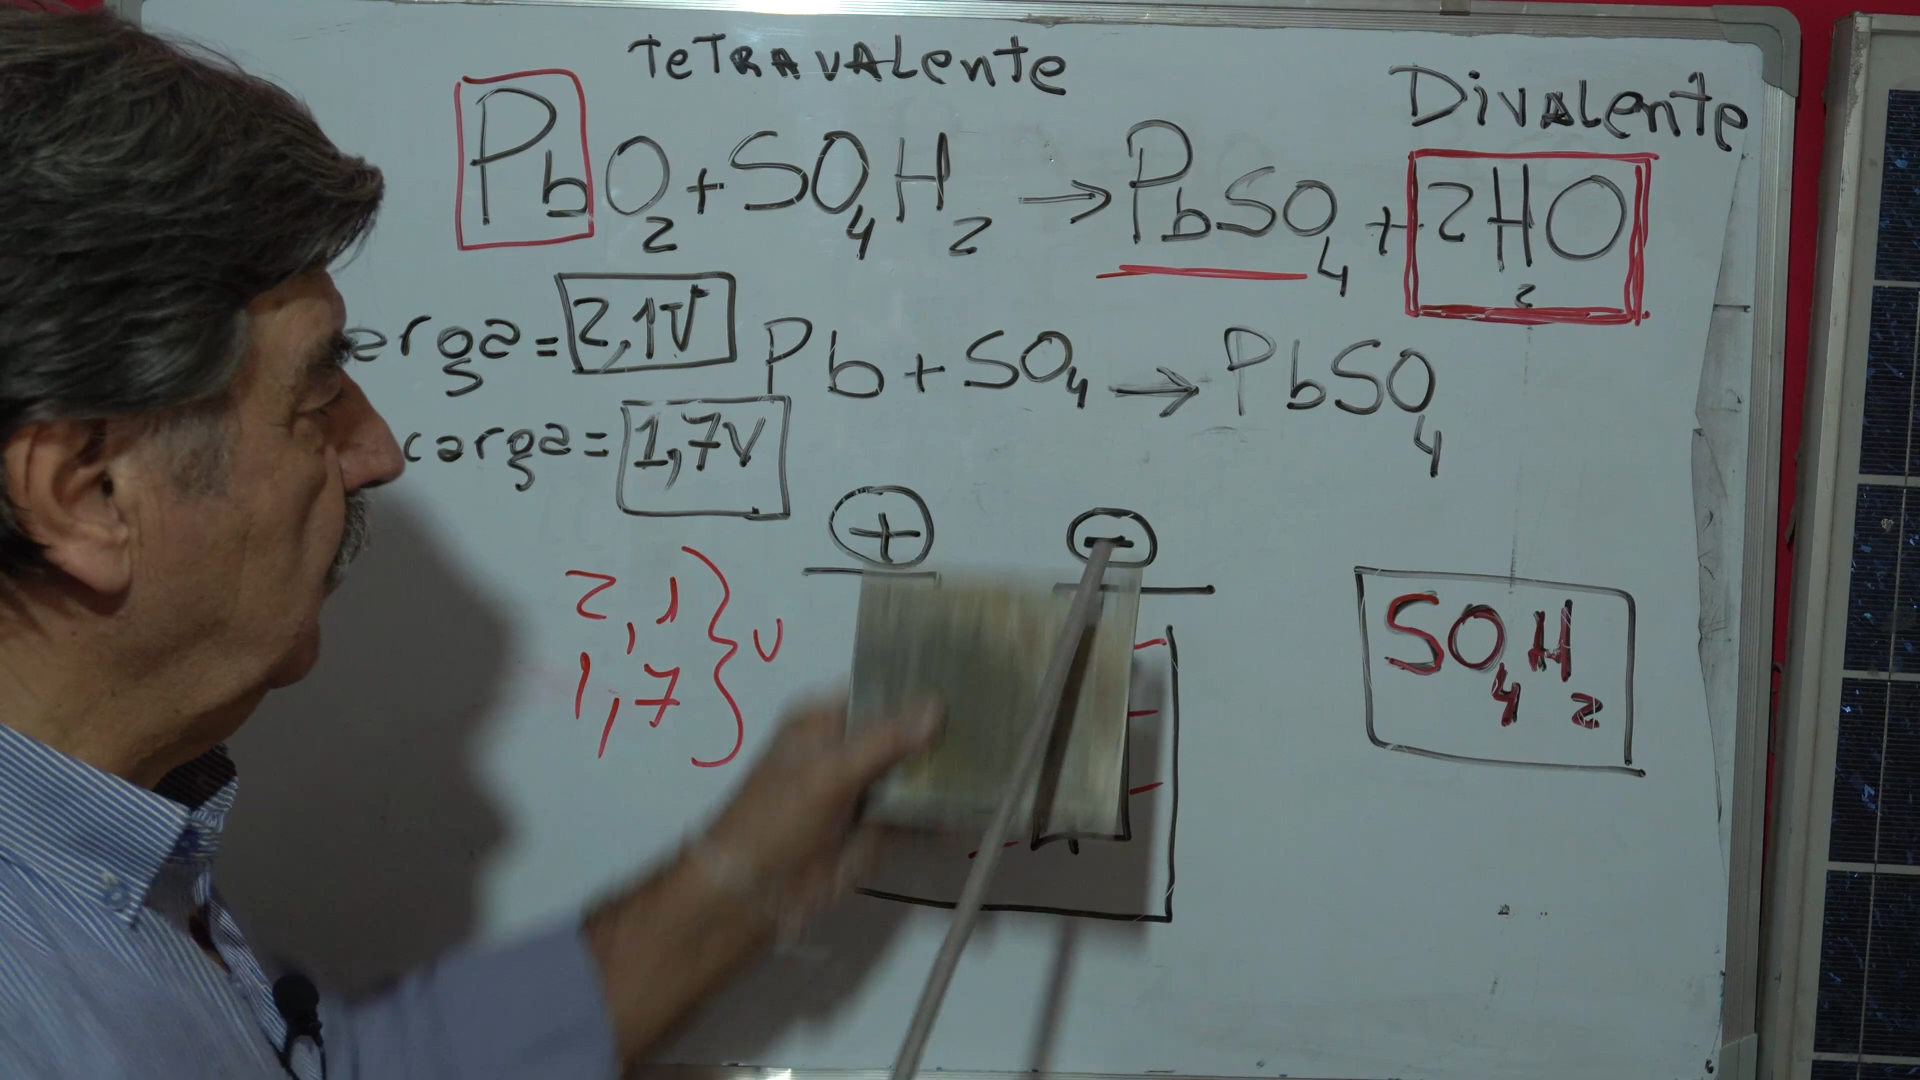 TeTRAVALente
Divalente
PbO2 + SO4H2 → PbSO4 + 2H2O
erga = 2,1V
Pb + SO4 → PbSO4
carga = 1,7V
+ -
2,1
1,7 } V
SO4H2